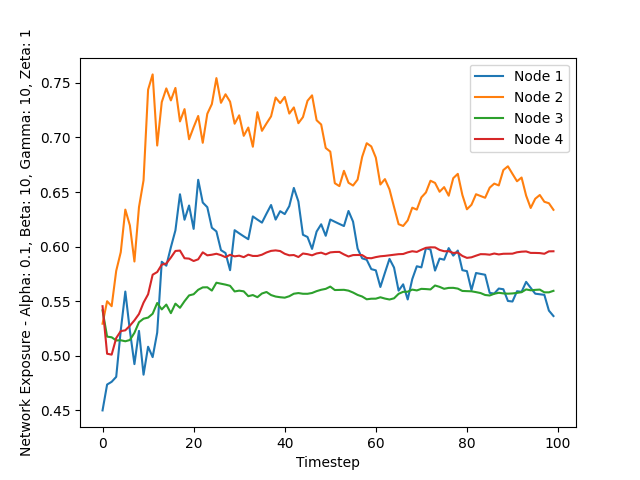 Network Exposure - Alpha: 0.1, Beta: 10, Gamma: 10, Zeta: 1
0.75
0.70
0.65
0.60
0.55
0.50
0.45
Node 1
Node 2
Node 3
Node 4
0 20 40 60 80 100
Timestep